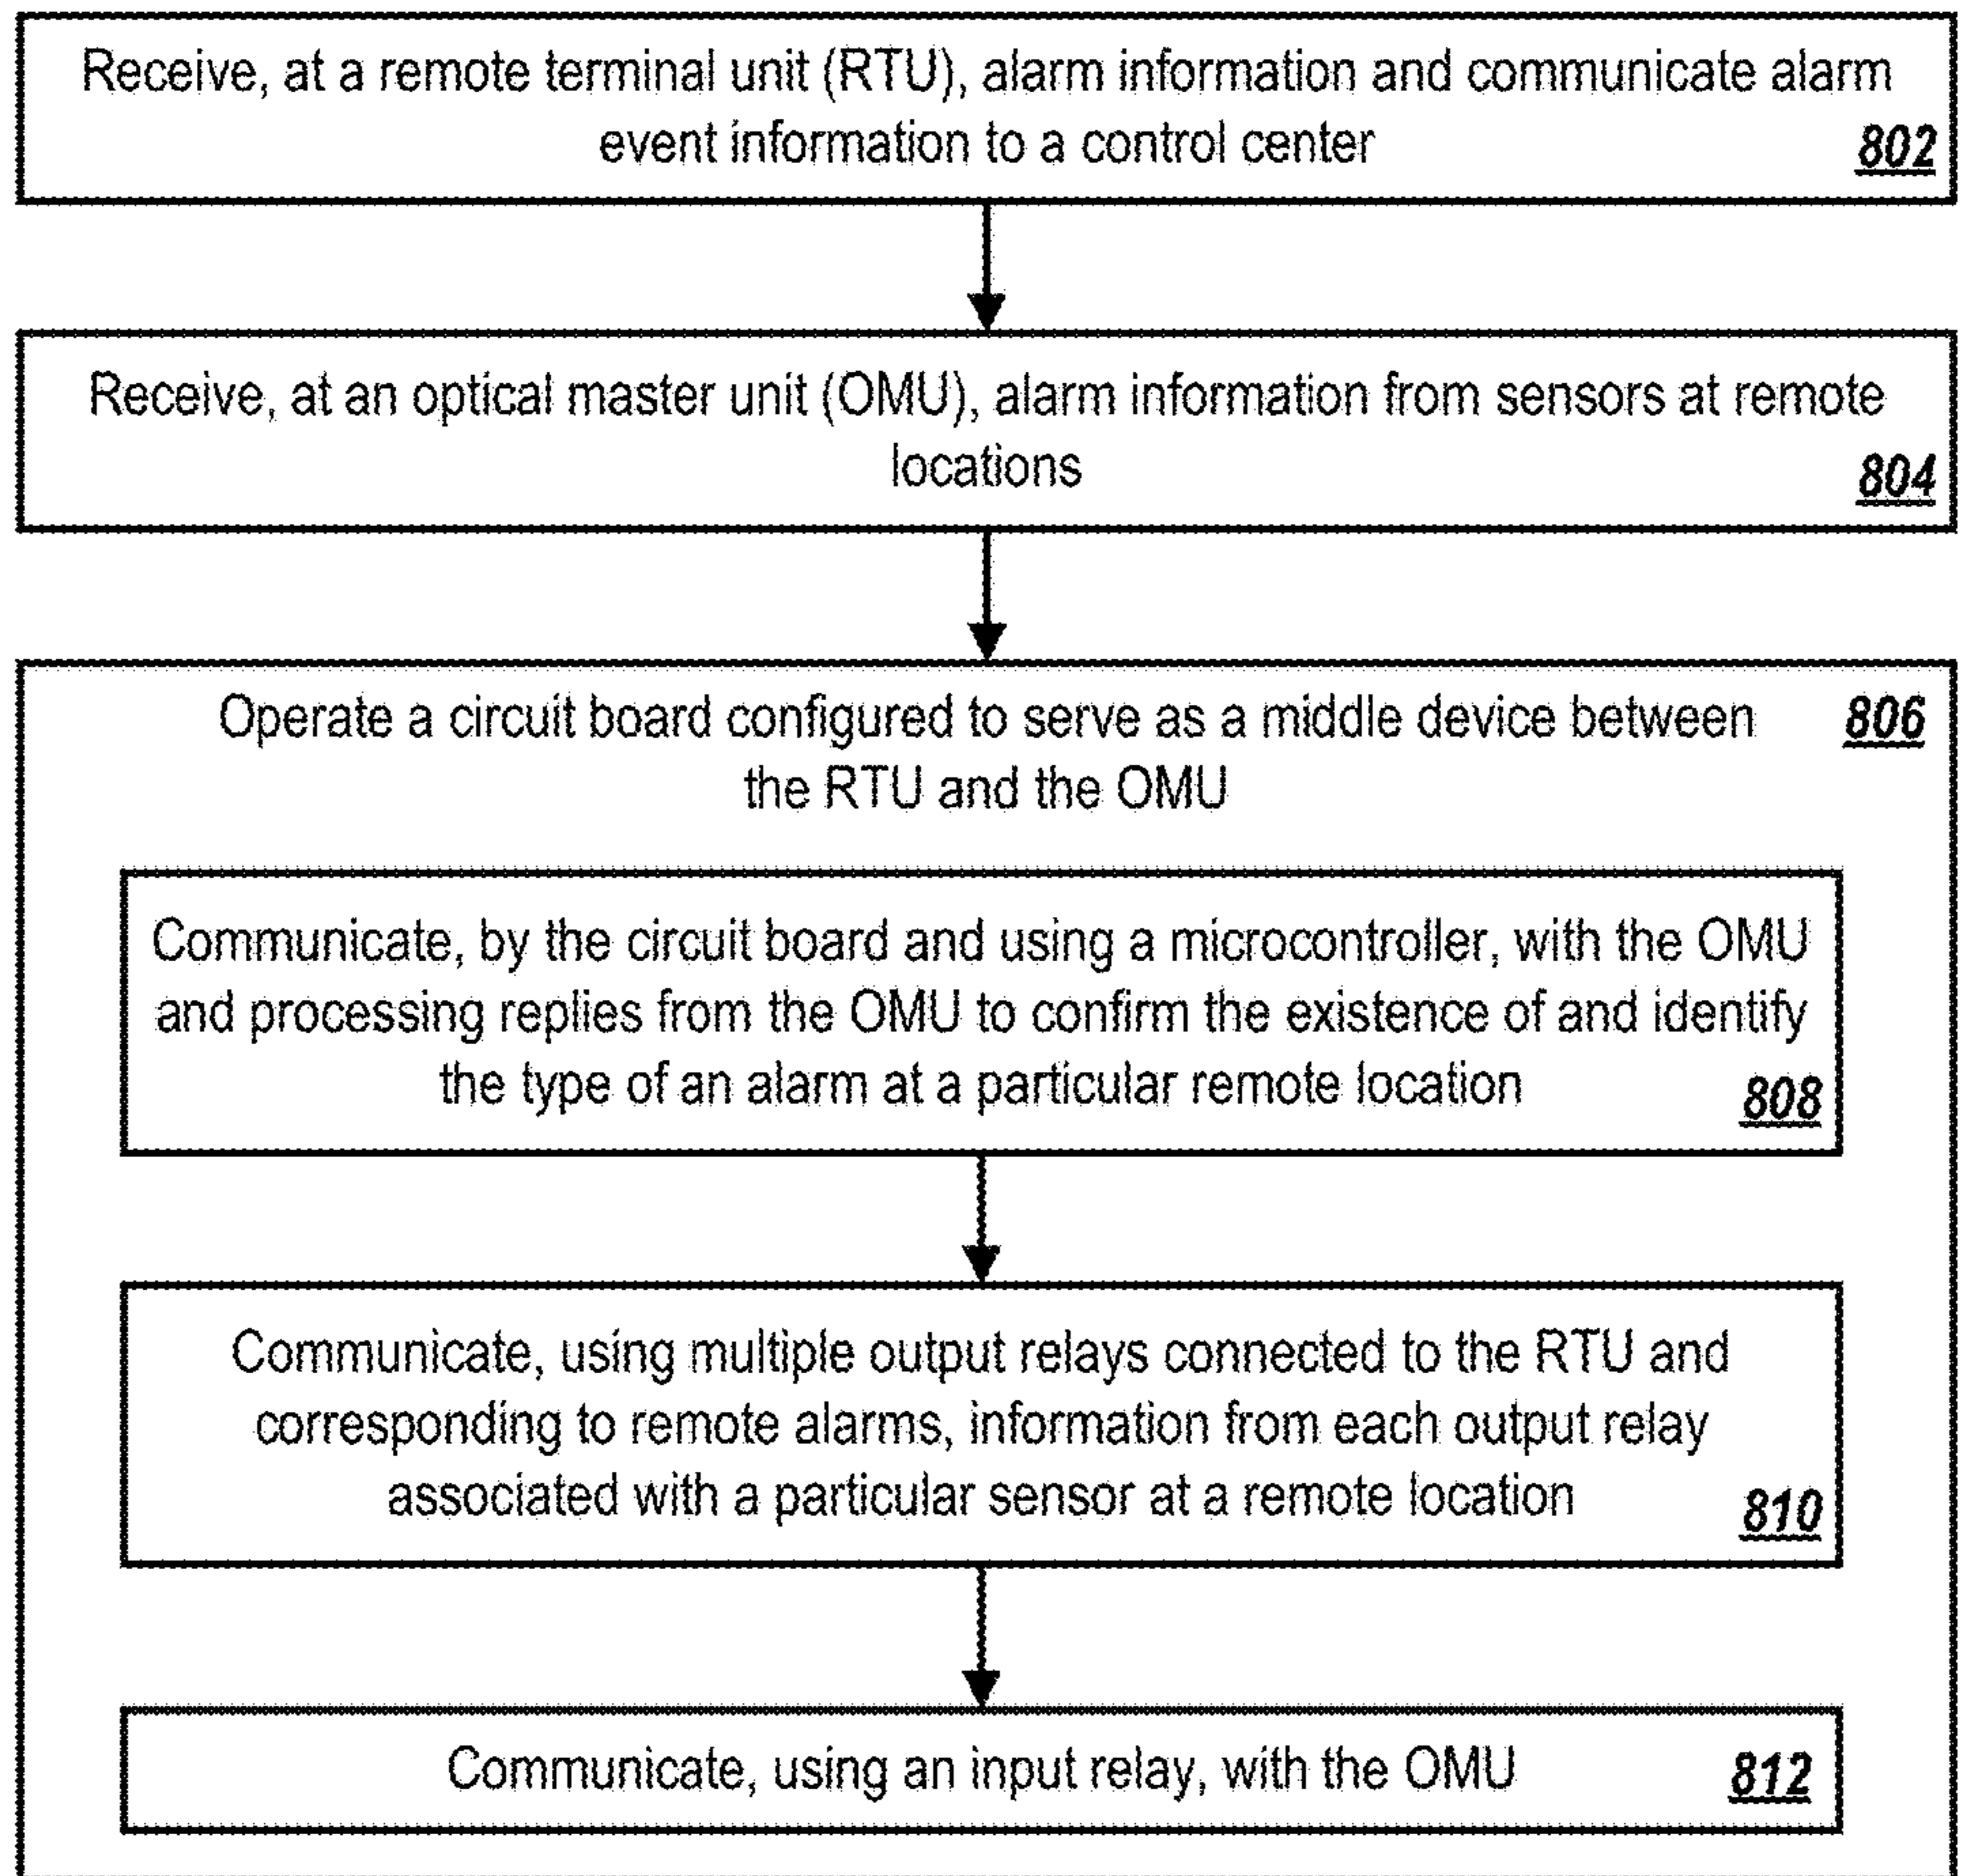 Receive, at a remote terminal unit (RTU), alarm information and communicate alarm
event information to a control center
802
Receive, at an optical master unit (OMU), alarm information from sensors at remote
locations
804
Operate a circuit board configured to serve as a middle device between
806
the RTU and the OMU
Communicate, by the circuit board and using a microcontroller, with the OMU
and processing replies from the OMU to confirm the existence of and identify
the type of an alarm at a particular remote location
808
Communicate, using multiple output relays connected to the RTU and
corresponding to remote alarms, information from each output relay
associated with a particular sensor at a remote location
810
Communicate, using an input relay, with the OMU
812